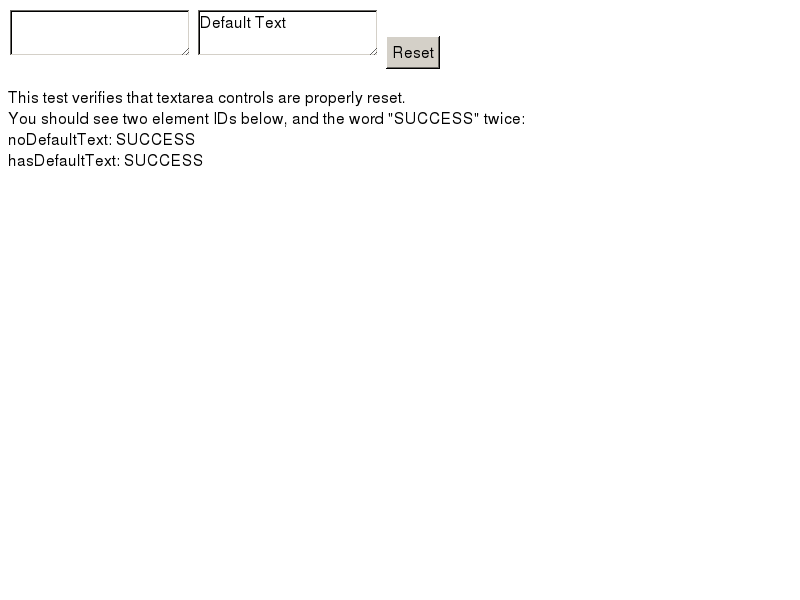 Default Text
Reset
This test verifies that textarea controls are properly reset.
You should see two element IDs below, and the word "SUCCESS" twice:
noDefaultText: SUCCESS
hasDefaultText: SUCCESS